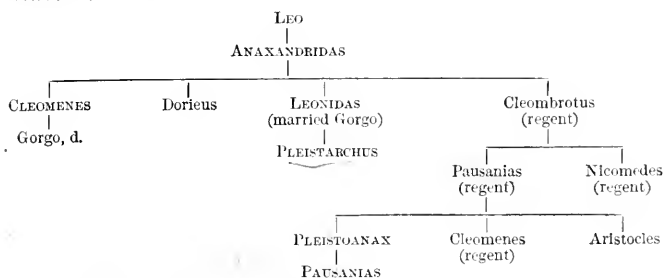 LEO
ANAXANDRIDAS
CLEOMENES Dorieus LEONIDAS Cleombrotus
(married Gorgo) (regent)
Gorgo, d.
PLEISTARCHUS
Pausanias Nicomedes
(regent) (regent)
PLEISTOANAX Cleomenes Aristocles
(regent)
PAUSANIAS